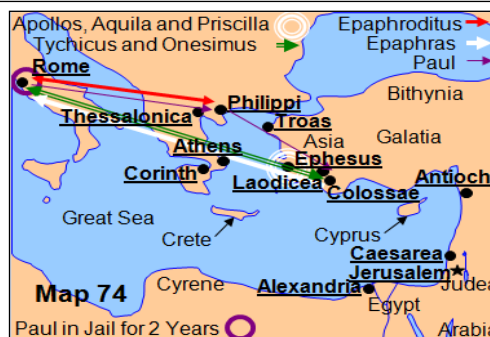 Apollos, Aquila and Priscilla
Epaphroditus
Tychicus and Onesimus
Epaphras
Rome
Paul
Philippi
Bithynia
Thessalonica
Troas
Asia
Galatia
Athens
Ephesus
Corinth
Laodicea
Antioch
Colossae
Great Sea
Crete
Cyprus
Caesarea
Jerusalem
Map 74
Cyrene
Alexandria
Judea
Egypt
Paul in Jail for 2 Years
Arabi